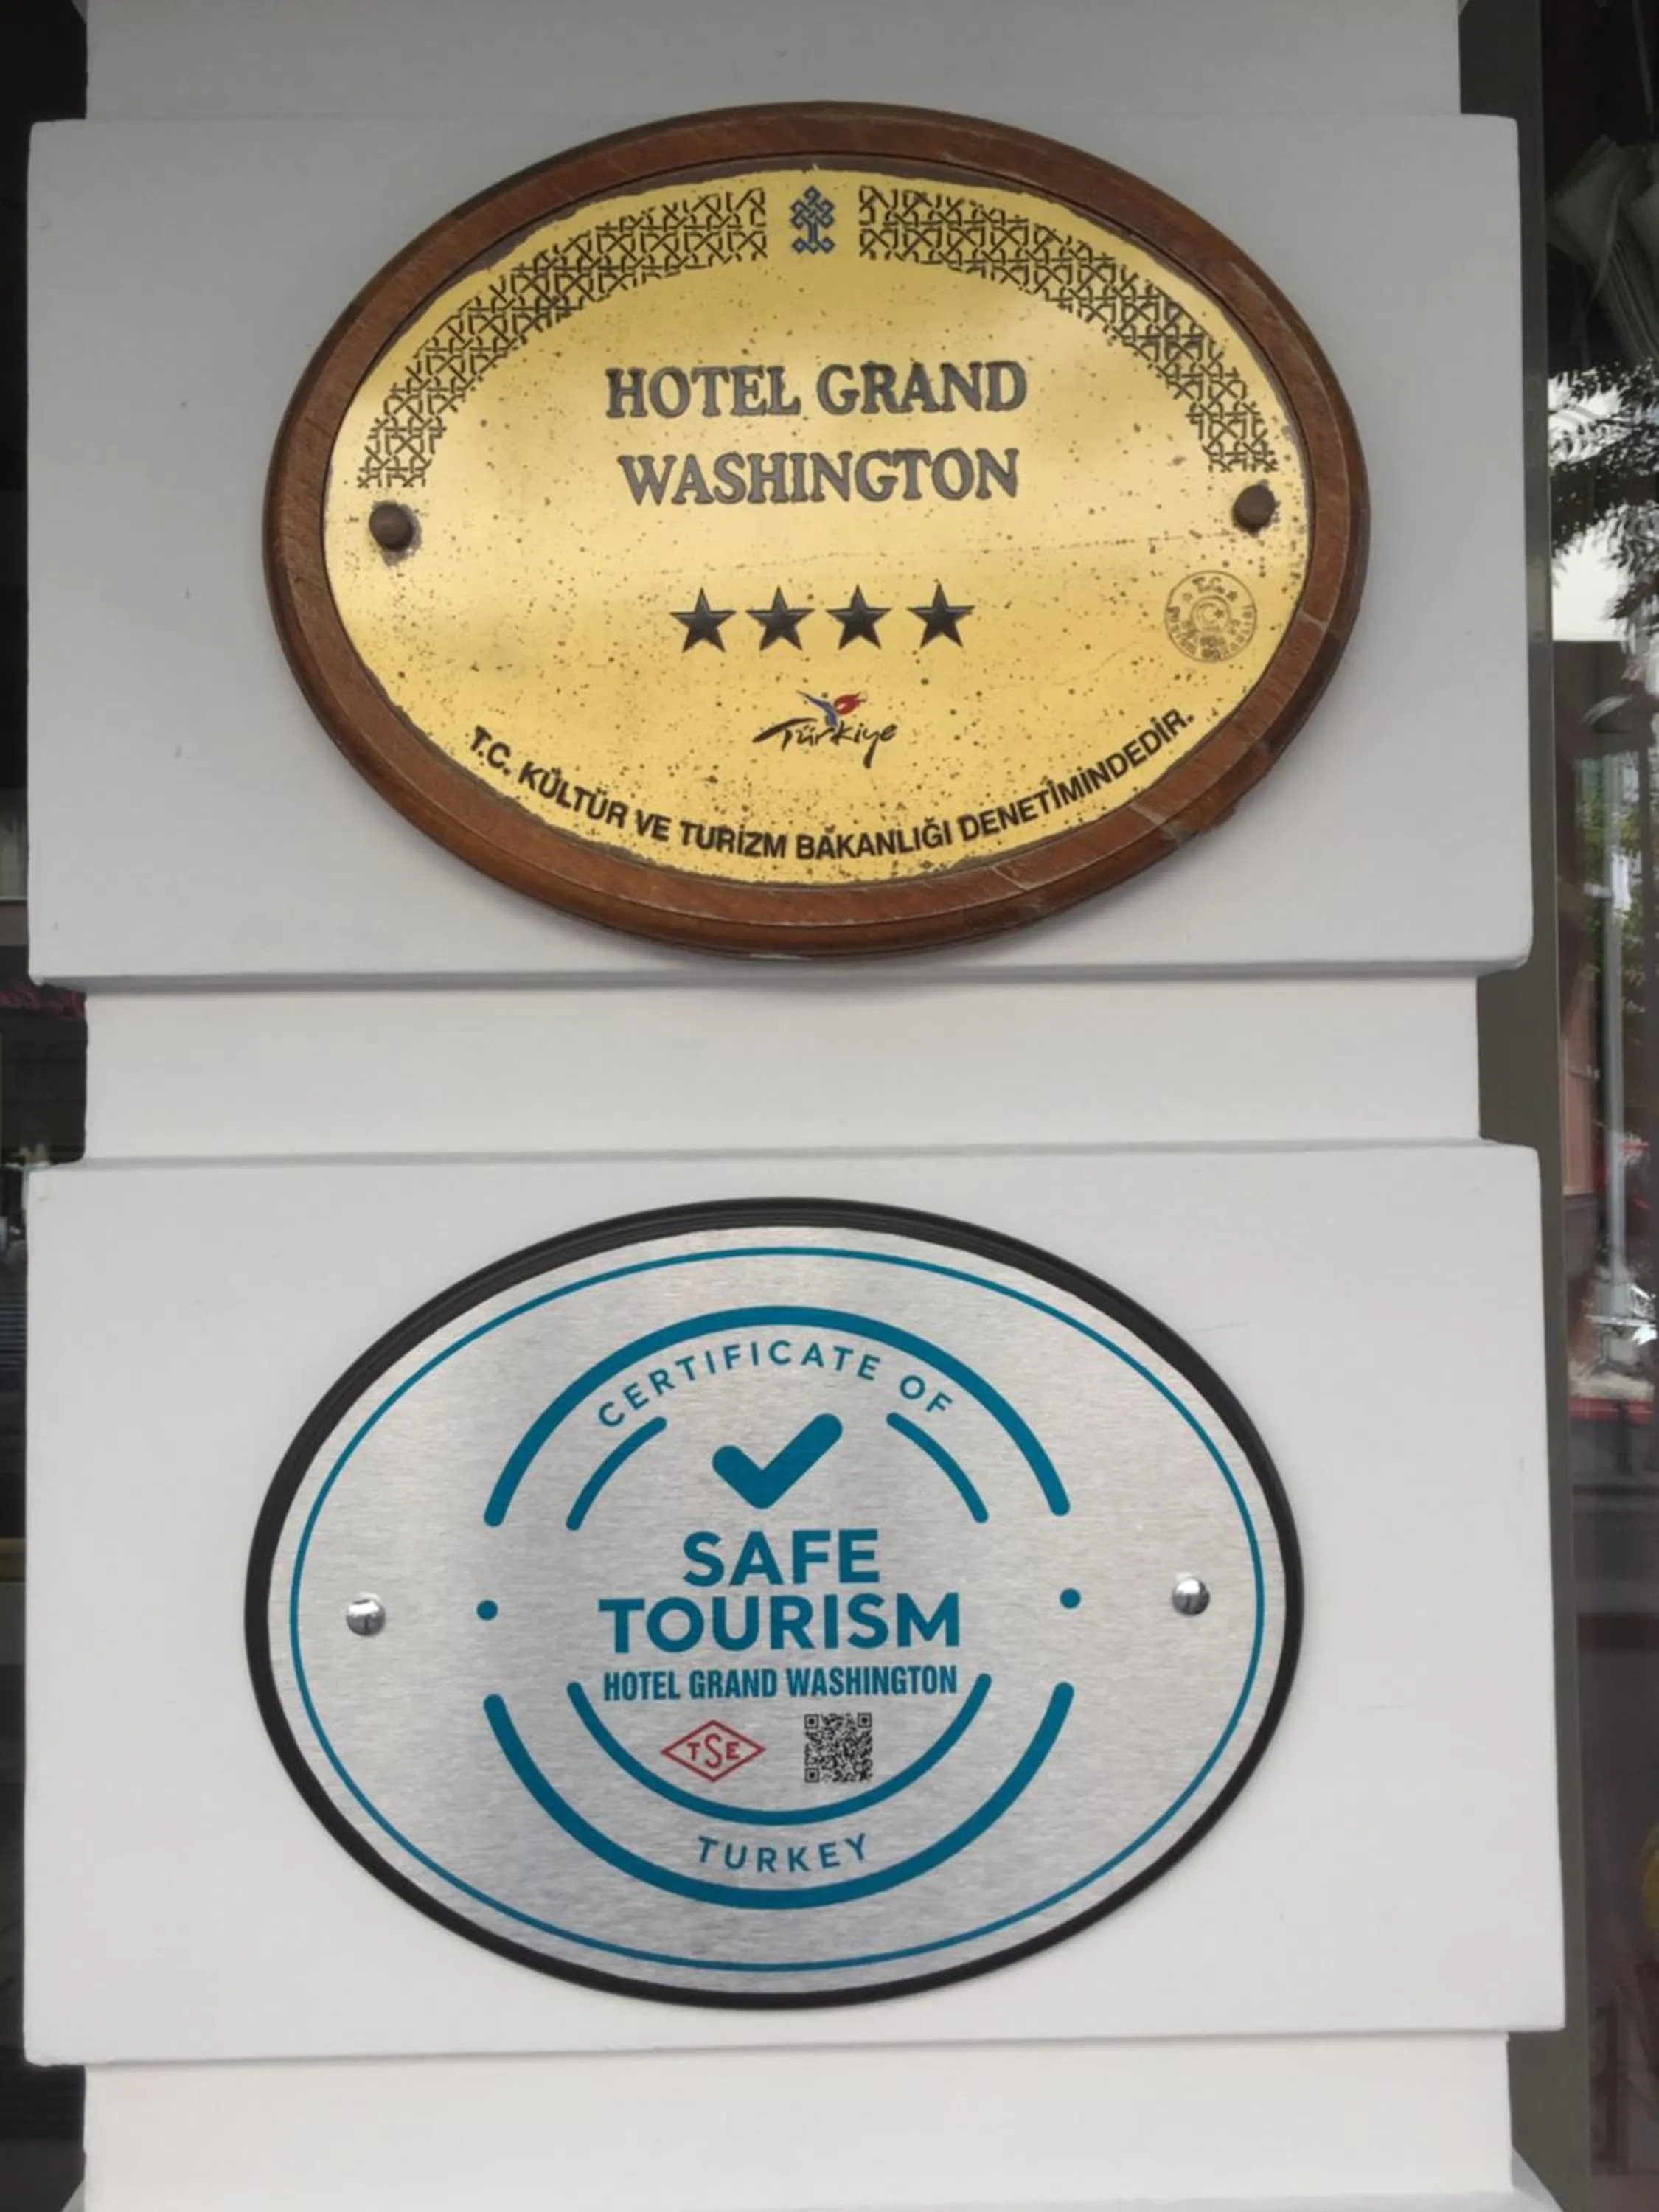 HOTEL GRAND
WASHINGTON
Türkiye
T.C. KÜLTÜR VE TURİZM BAKANLIĞI DENETİMİNDEDİR.
CERTIFICATE OF
SAFE
TOURISM
HOTEL GRAND WASHINGTON
TSE
TURKEY